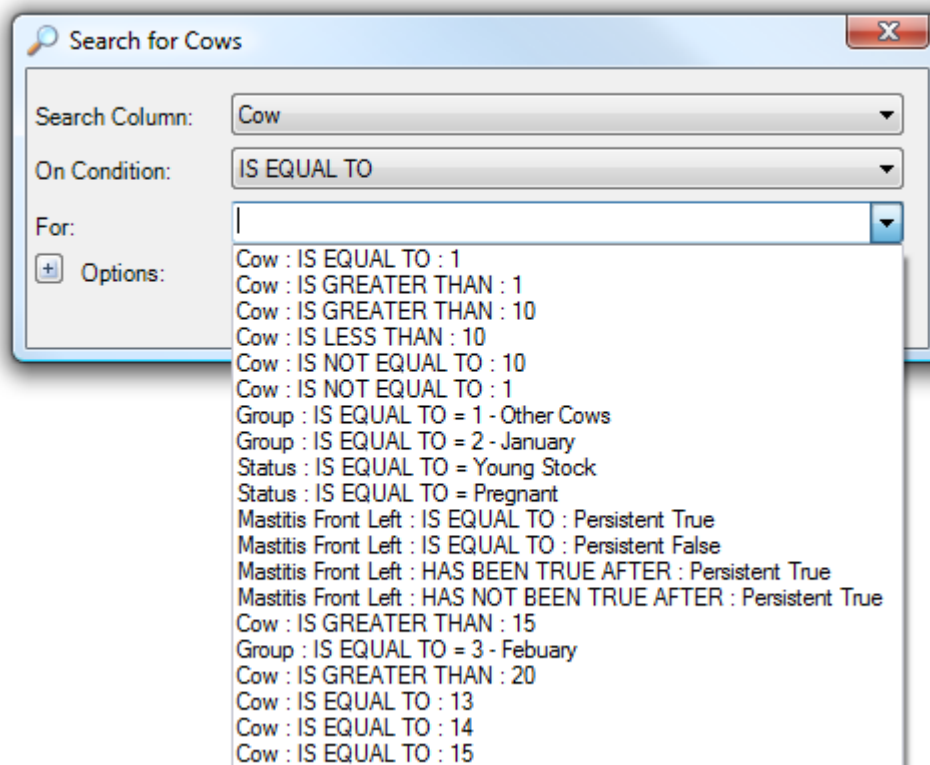 Search for Cows
Search Column: Cow
On Condition: IS EQUAL TO
For:
Options:
Cow : IS EQUAL TO : 1
Cow : IS GREATER THAN : 1
Cow : IS GREATER THAN : 10
Cow : IS LESS THAN : 10
Cow : IS NOT EQUAL TO : 10
Cow : IS NOT EQUAL TO : 1
Group : IS EQUAL TO = 1 - Other Cows
Group : IS EQUAL TO = 2 - January
Status : IS EQUAL TO = Young Stock
Status : IS EQUAL TO = Pregnant
Mastitis Front Left : IS EQUAL TO : Persistent True
Mastitis Front Left : IS EQUAL TO : Persistent False
Mastitis Front Left : HAS BEEN TRUE AFTER : Persistent True
Mastitis Front Left : HAS NOT BEEN TRUE AFTER : Persistent True
Cow : IS GREATER THAN : 15
Group : IS EQUAL TO = 3 - Febuary
Cow : IS GREATER THAN : 20
Cow : IS EQUAL TO : 13
Cow : IS EQUAL TO : 14
Cow : IS EQUAL TO : 15